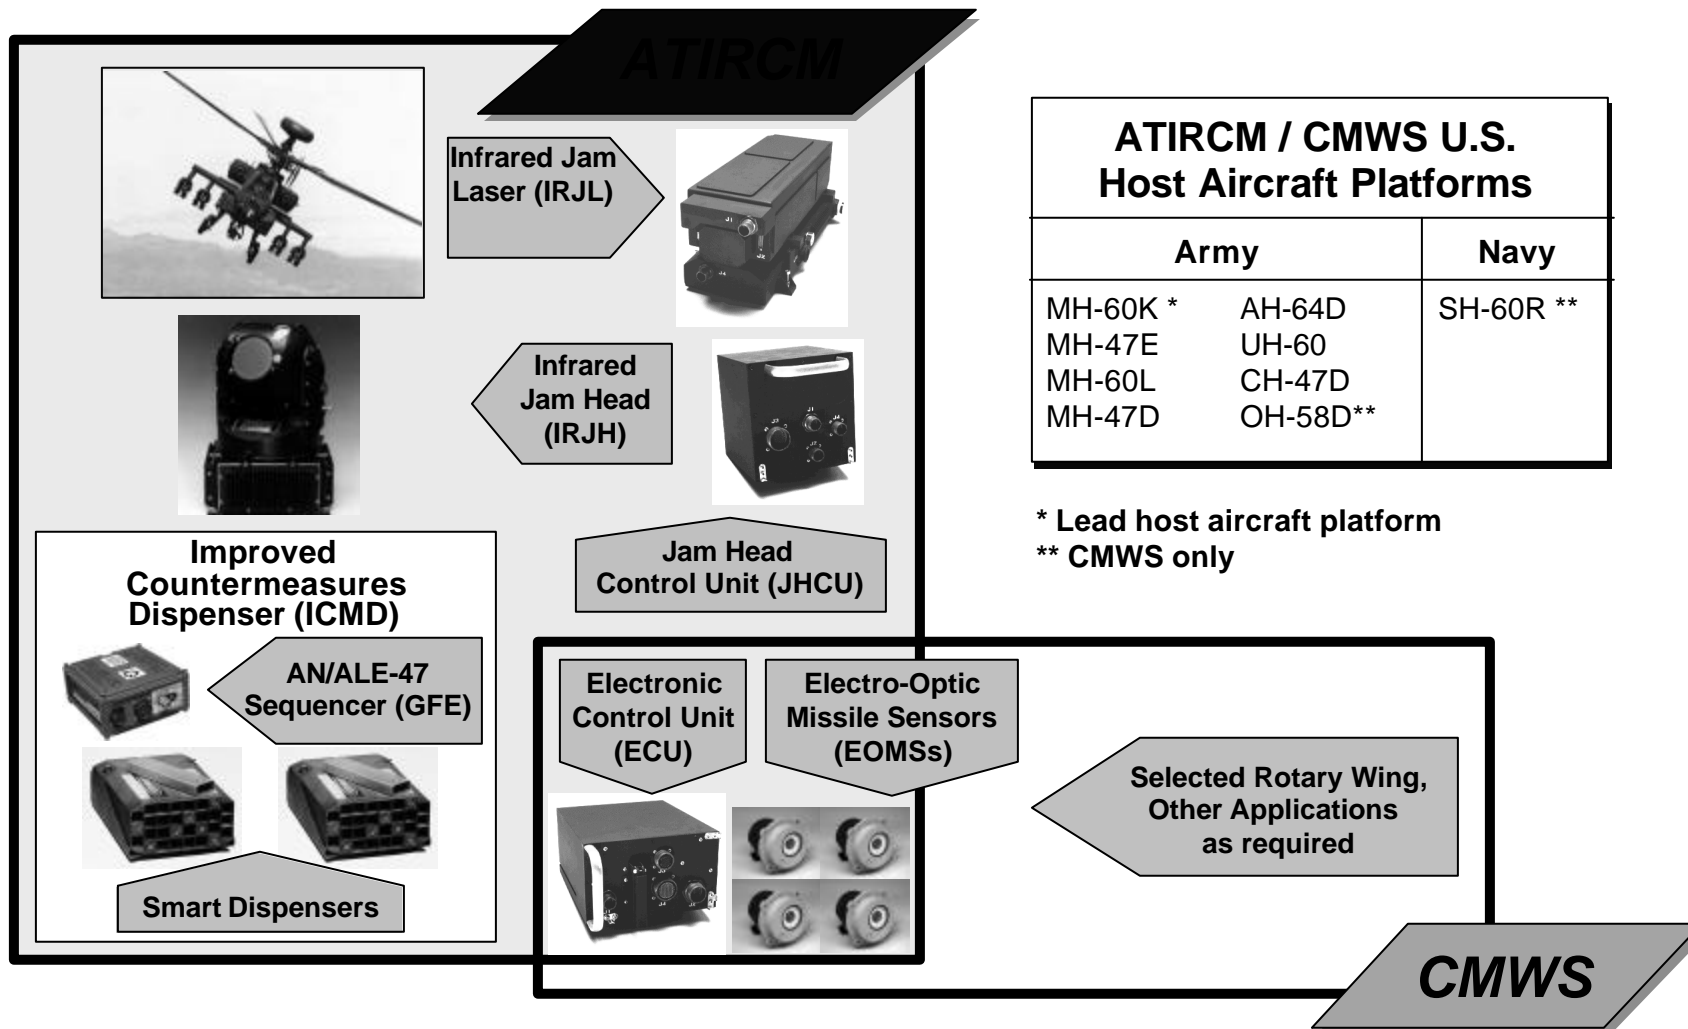 ATIRCM
Infrared Jam
Laser (IRJL)
Infrared
Jam Head
(IRJH)
Jam Head
Control Unit (JHCU)
Improved
Countermeasures
Dispenser (ICMD)
AN/ALE-47
Sequencer (GFE)
Smart Dispensers
Electronic
Control Unit
(ECU)
Electro-Optic
Missile Sensors
(EOMSs)
Selected Rotary Wing,
Other Applications
as required
CMWS
ATIRCM / CMWS U.S.
Host Aircraft Platforms
Army Navy
MH-60K * AH-64D SH-60R **
MH-47E UH-60
MH-60L CH-47D
MH-47D OH-58D**
* Lead host aircraft platform
** CMWS only